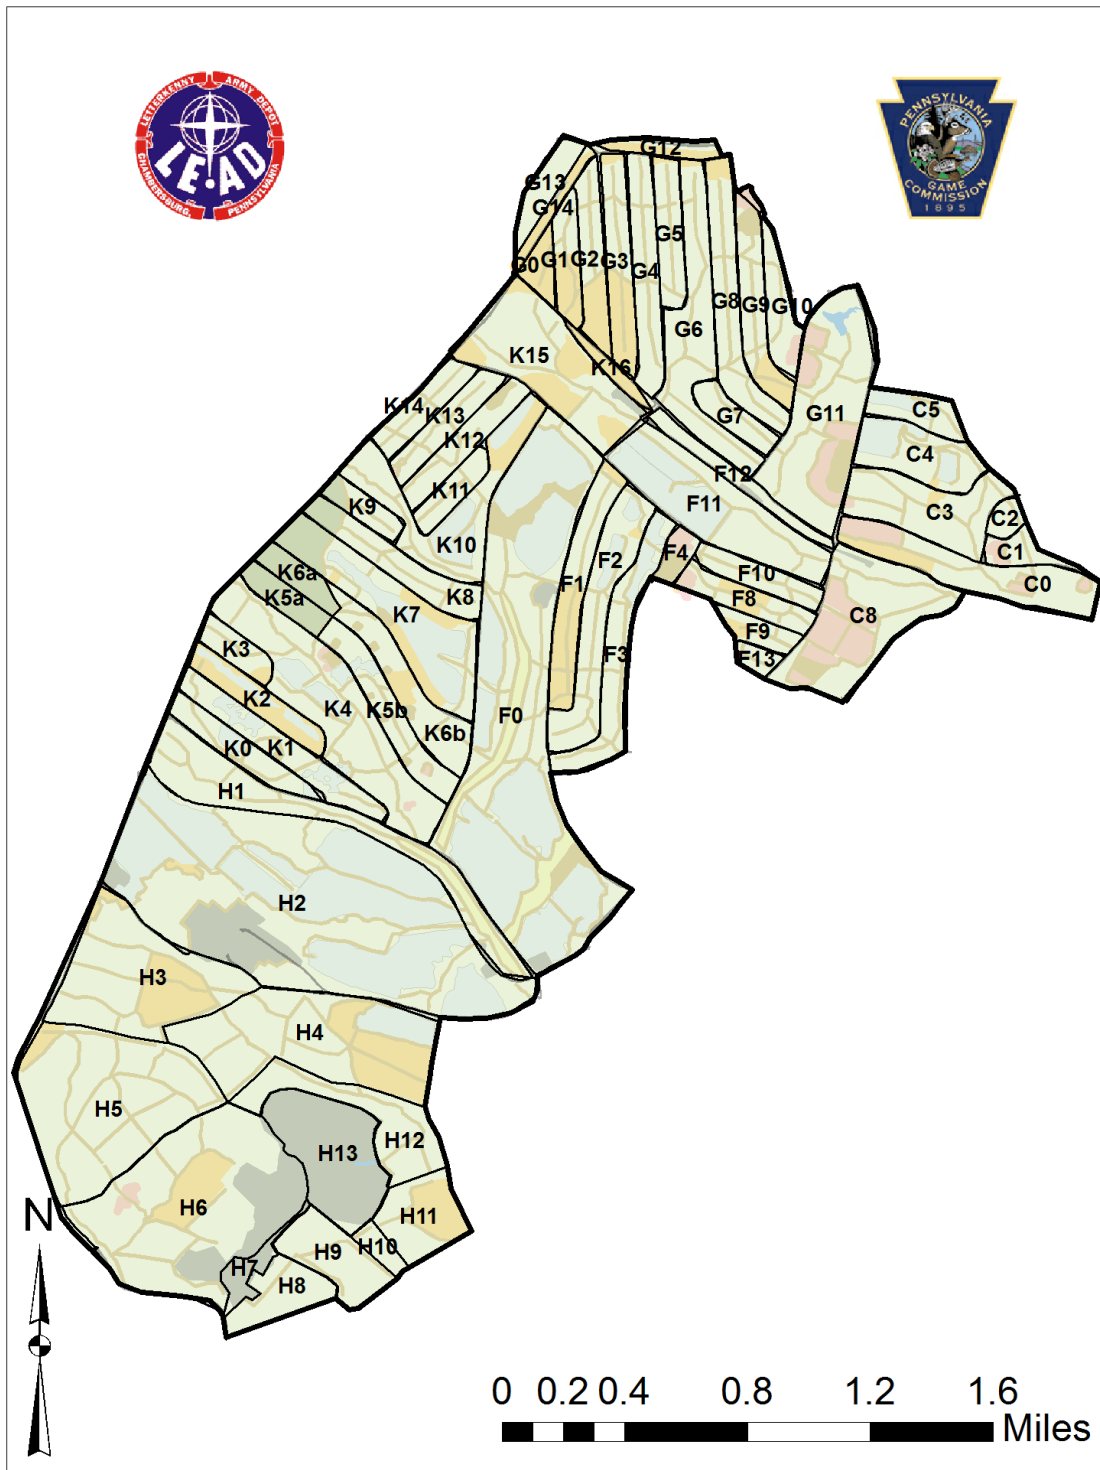 LETTERKENNY ARMY DEPOT
LE·AD
CHAMBERSBURG, PENNSYLVANIA
PENNSYLVANIA
GAME
COMMISSION
1895
G12
G13
G14
G5
G0
G1
G2
G3
G4
G8
G9
G10
G6
K15
K16
G7
G11
C5
K14
K13
K12
C4
F12
K11
F11
C3
C2
K9
K10
F4
C1
K6a
K5a
F2
F10
C0
F1
K8
F8
K7
C8
F9
K3
F3
F13
K2
K4
K5b
F0
K6b
K0
K1
H1
H2
H3
H4
H5
H12
H13
H6
H11
H10
H9
H7
H8
N
0 0.2 0.4 0.8 1.2 1.6
Miles